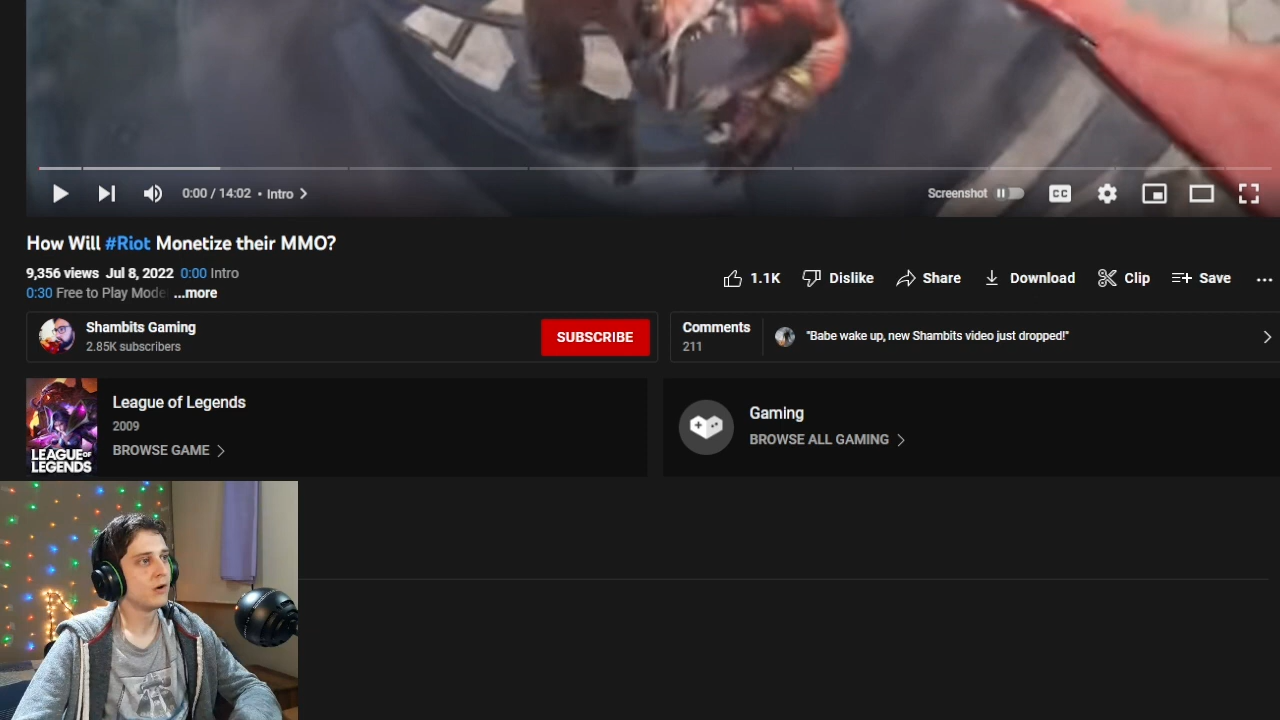 0:00 / 14:02 • Intro
Screenshot
CC
How Will #Riot Monetize their MMO?
9,356 views Jul 8, 2022 0:00 Intro
0:30 Free to Play Mode ...more
1.1K
Dislike
Share
Download
Clip
Save
Shambits Gaming
2.85K subscribers
SUBSCRIBE
Comments
211
"Babe wake up, new Shambits video just dropped!"
LEAGUE OF
LEGENDS
League of Legends
2009
BROWSE GAME
Gaming
BROWSE ALL GAMING